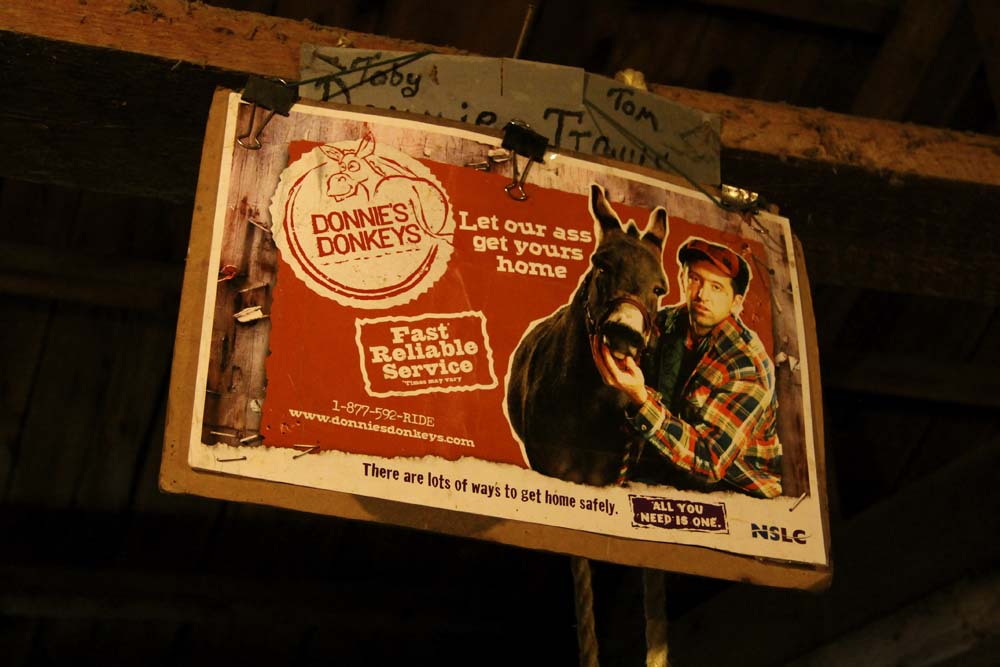 Toby
Tom
Travis
DONNIE'S
DONKEYS
Let our ass
get yours
home
Fast
Reliable
Service
*Times may vary
1-877-592-RIDE
www.donniesdonkeys.com
There are lots of ways to get home safely.
ALL YOU
NEED IS ONE.
NSLC